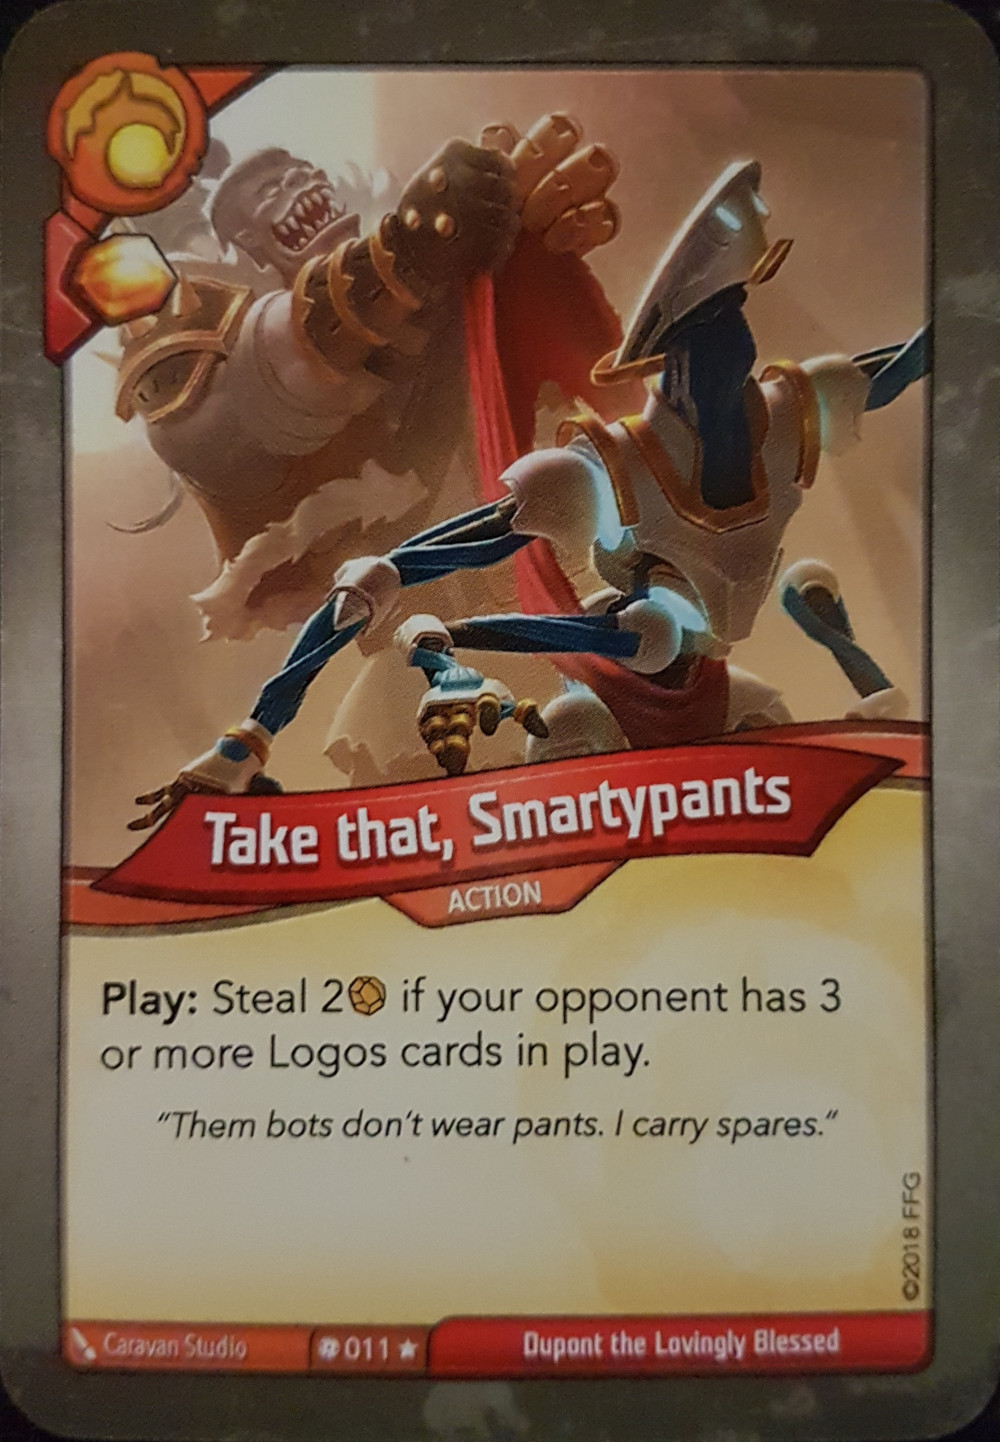 Take that, Smartypants
ACTION
Play: Steal 2 if your opponent has 3
or more Logos cards in play.
“Them bots don't wear pants. I carry spares.”
©2018 FFG
Caravan Studio
011
Dupont the Lovingly Blessed